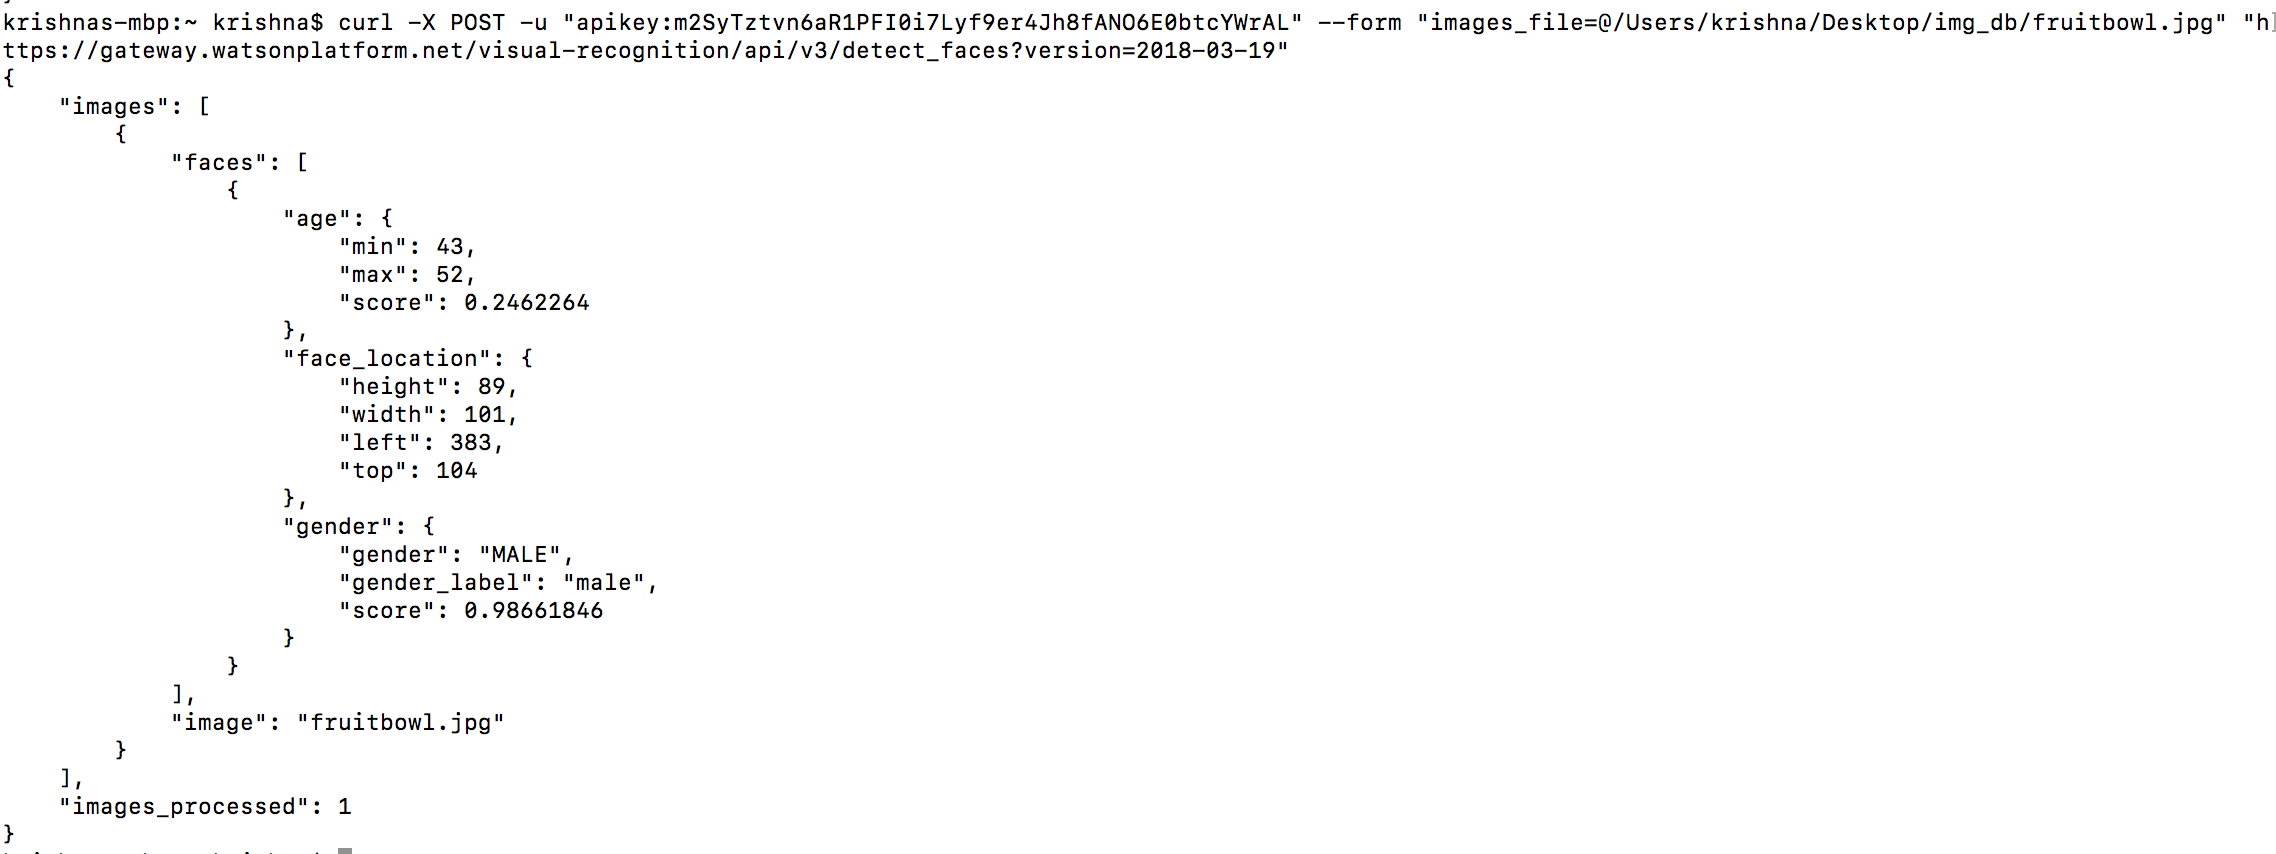 krishnas-mbp:~ krishna$ curl -X POST -u "apikey:m2SyTztvn6aR1PFI0i7Lyf9er4Jh8fANO6E0btcYWrAL" --form "images_file=@/Users/krishna/Desktop/img_db/fruitbowl.jpg" "h
ttps://gateway.watsonplatform.net/visual-recognition/api/v3/detect_faces?version=2018-03-19"
{
    "images": [
        {
            "faces": [
                {
                    "age": {
                        "min": 43,
                        "max": 52,
                        "score": 0.2462264
                    },
                    "face_location": {
                        "height": 89,
                        "width": 101,
                        "left": 383,
                        "top": 104
                    },
                    "gender": {
                        "gender": "MALE",
                        "gender_label": "male",
                        "score": 0.98661846
                    }
                }
            ],
            "image": "fruitbowl.jpg"
        }
    ],
    "images_processed": 1
}